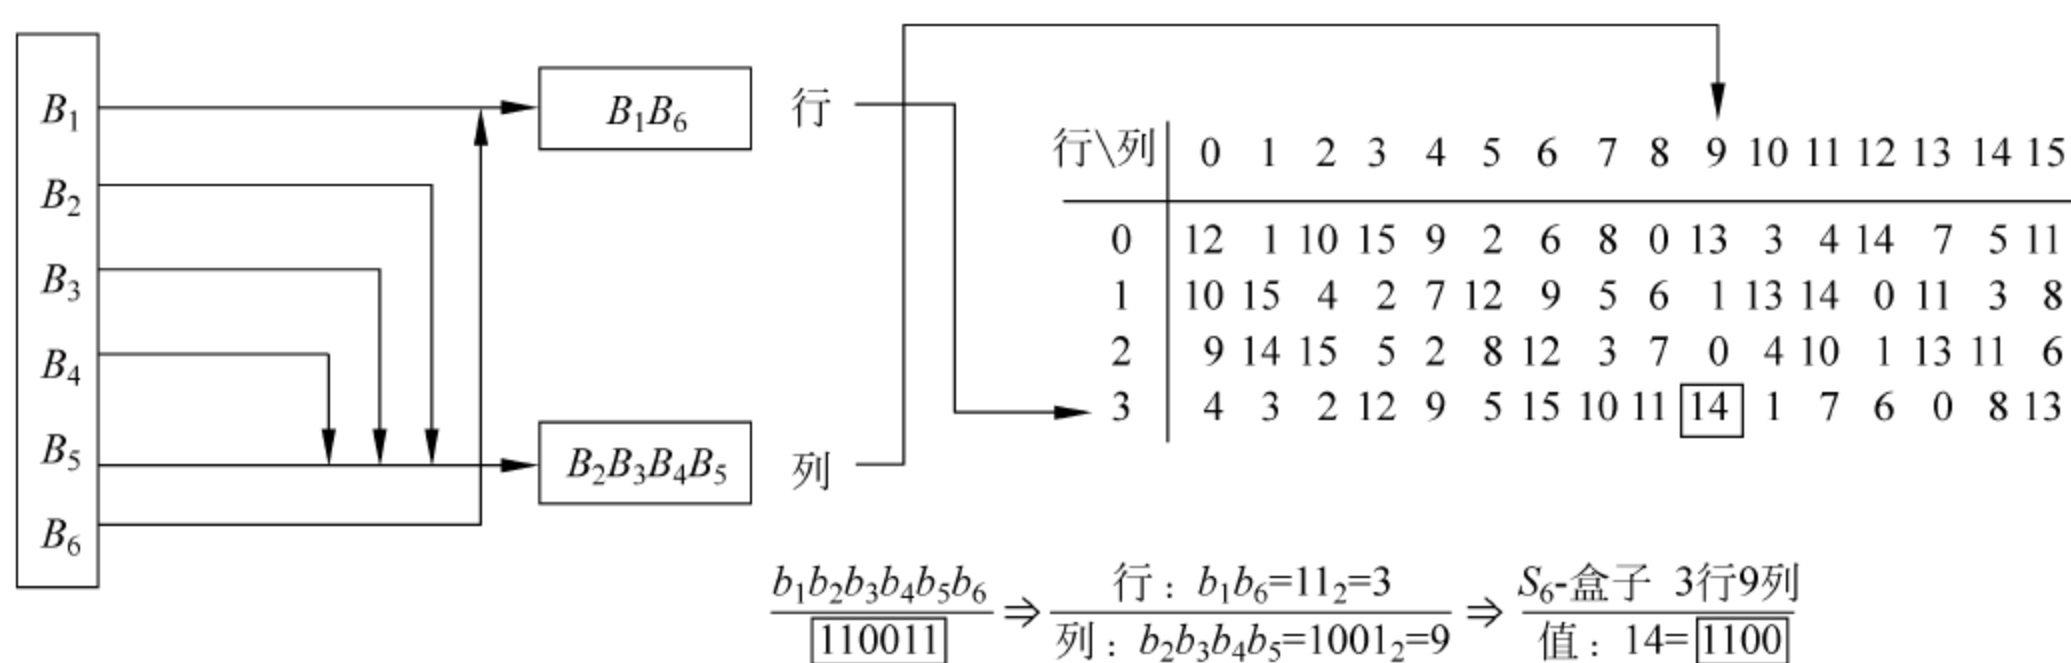 B₁
B₂
B₃
B₄
B₅
B₆
B₁B₆
行
B₂B₃B₄B₅
列
行\列 0 1 2 3 4 5 6 7 8 9 10 11 12 13 14 15
0 12 1 10 15 9 2 6 8 0 13 3 4 14 7 5 11
1 10 15 4 2 7 12 9 5 6 1 13 14 0 11 3 8
2 9 14 15 5 2 8 12 3 7 0 4 10 1 13 11 6
3 4 3 2 12 9 5 15 10 11 14 1 7 6 0 8 13
b₁b₂b₃b₄b₅b₆ ⇒ 行：b₁b₆=11₂=3 ⇒ S₆-盒子 3行9列
110011 列：b₂b₃b₄b₅=1001₂=9 值：14=1100